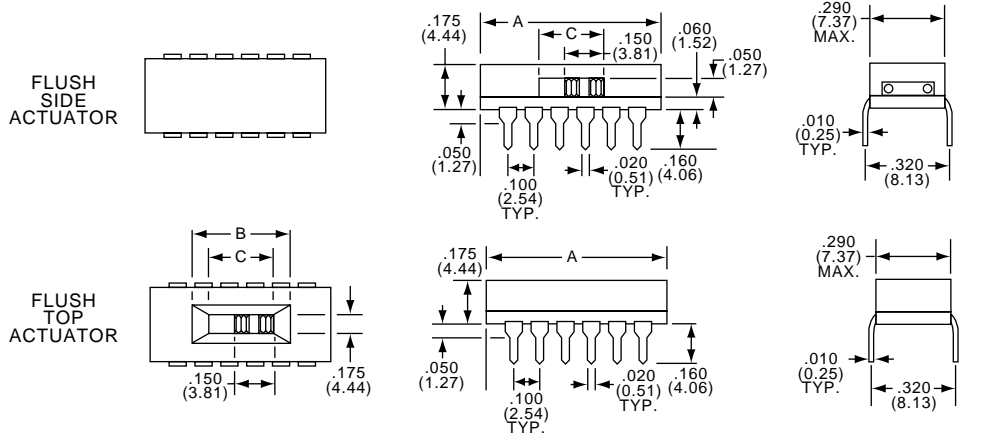 FLUSH
SIDE
ACTUATOR
.175
(4.44)
A
C
.150
(3.81)
.060
(1.52)
.050
(1.27)
.050
(1.27)
.100
(2.54)
TYP.
.020
(0.51)
TYP.
.160
(4.06)
.290
(7.37)
MAX.
.010
(0.25)
TYP.
.320
(8.13)
FLUSH
TOP
ACTUATOR
B
C
.150
(3.81)
.175
(4.44)
.175
(4.44)
A
.050
(1.27)
.100
(2.54)
TYP.
.020
(0.51)
TYP.
.160
(4.06)
.290
(7.37)
MAX.
.010
(0.25)
TYP.
.320
(8.13)